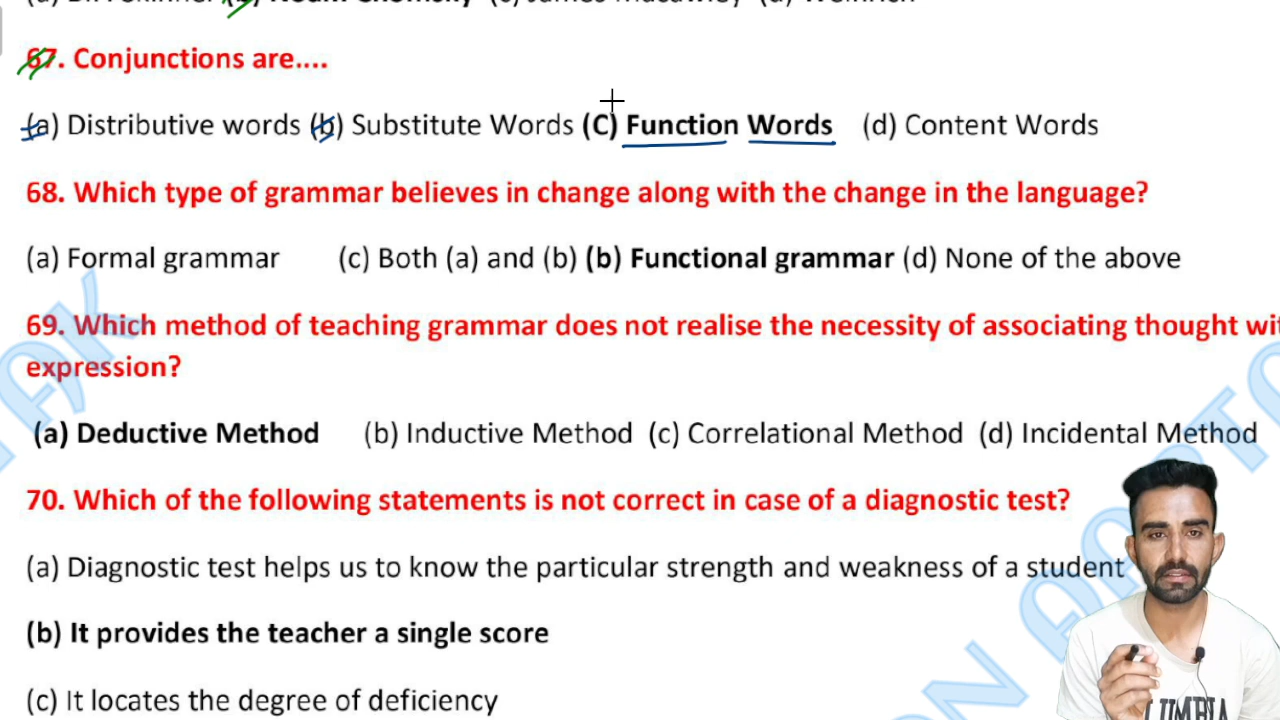 67. Conjunctions are....
(a) Distributive words (b) Substitute Words (C) Function Words (d) Content Words
68. Which type of grammar believes in change along with the change in the language?
(a) Formal grammar (c) Both (a) and (b) (b) Functional grammar (d) None of the above
69. Which method of teaching grammar does not realise the necessity of associating thought
expression?
(a) Deductive Method (b) Inductive Method (c) Correlational Method (d) Incidental Method
70. Which of the following statements is not correct in case of a diagnostic test?
(a) Diagnostic test helps us to know the particular strength and weakness of a student
(b) It provides the teacher a single score
(c) It locates the degree of deficiency